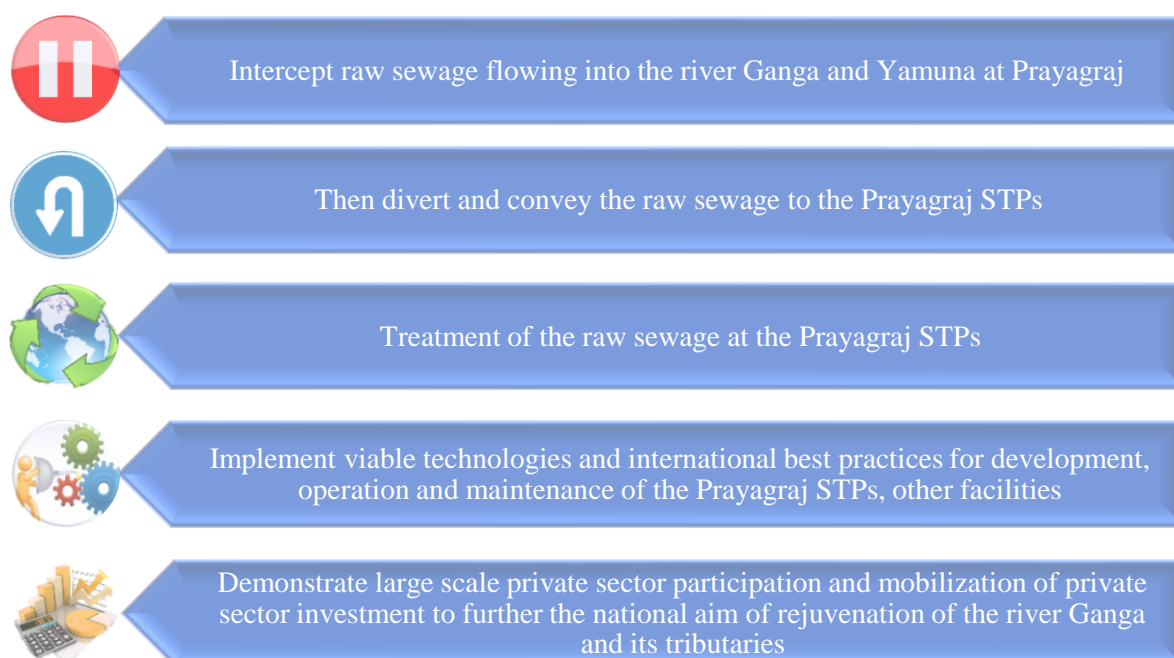 Intercept raw sewage flowing into the river Ganga and Yamuna at Prayagraj
Then divert and convey the raw sewage to the Prayagraj STPs
Treatment of the raw sewage at the Prayagraj STPs
Implement viable technologies and international best practices for development,
operation and maintenance of the Prayagraj STPs, other facilities
Demonstrate large scale private sector participation and mobilization of private
sector investment to further the national aim of rejuvenation of the river Ganga
and its tributaries